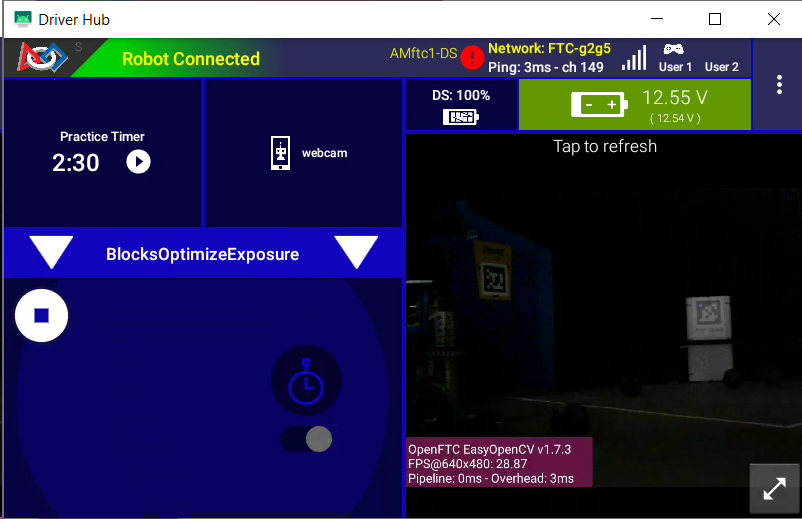 Driver Hub
S
Robot Connected
AMftc1-DS
Network: FTC-g2g5
Ping: 3ms - ch 149
User 1
User 2
Practice Timer
2:30
webcam
DS: 100%
12.55 V
( 12.54 V )
BlocksOptimizeExposure
Tap to refresh
OpenFTC EasyOpenCV v1.7.3
FPS@640x480: 28.87
Pipeline: 0ms - Overhead: 3ms